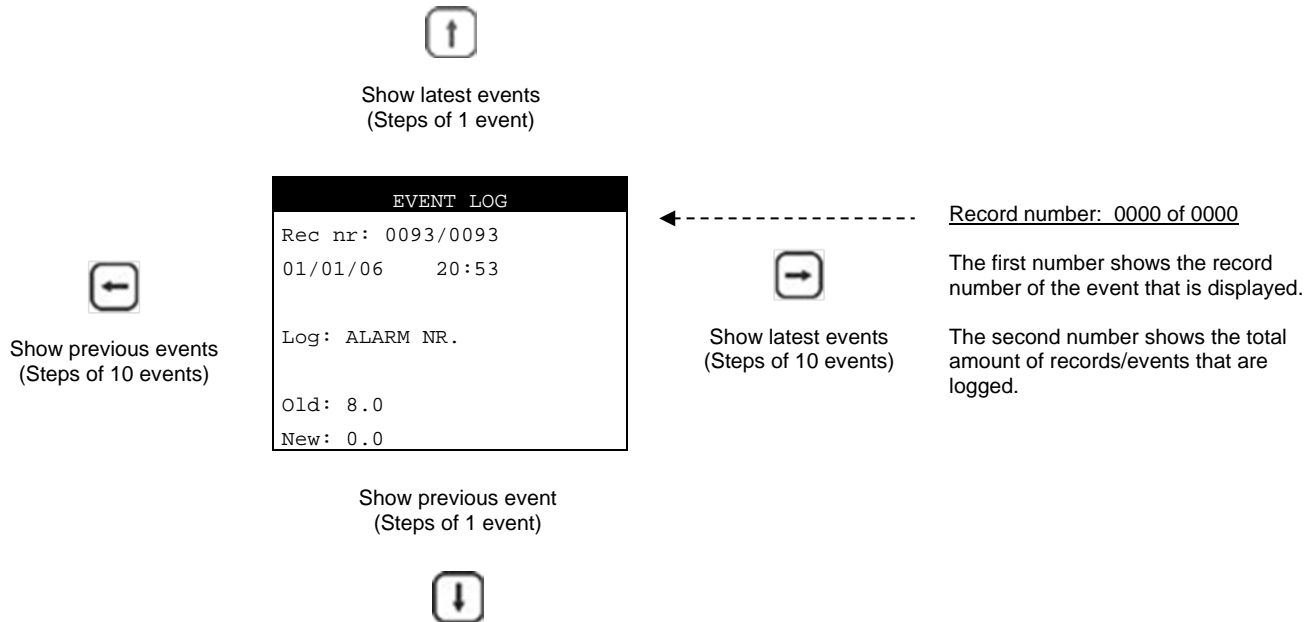 Show latest events
(Steps of 1 event)
EVENT LOG
Rec nr: 0093/0093
01/01/06 20:53
Log: ALARM NR.
Old: 8.0
New: 0.0
Show previous events
(Steps of 10 events)
Show latest events
(Steps of 10 events)
Record number: 0000 of 0000
The first number shows the record
number of the event that is displayed.
The second number shows the total
amount of records/events that are
logged.
Show previous event
(Steps of 1 event)